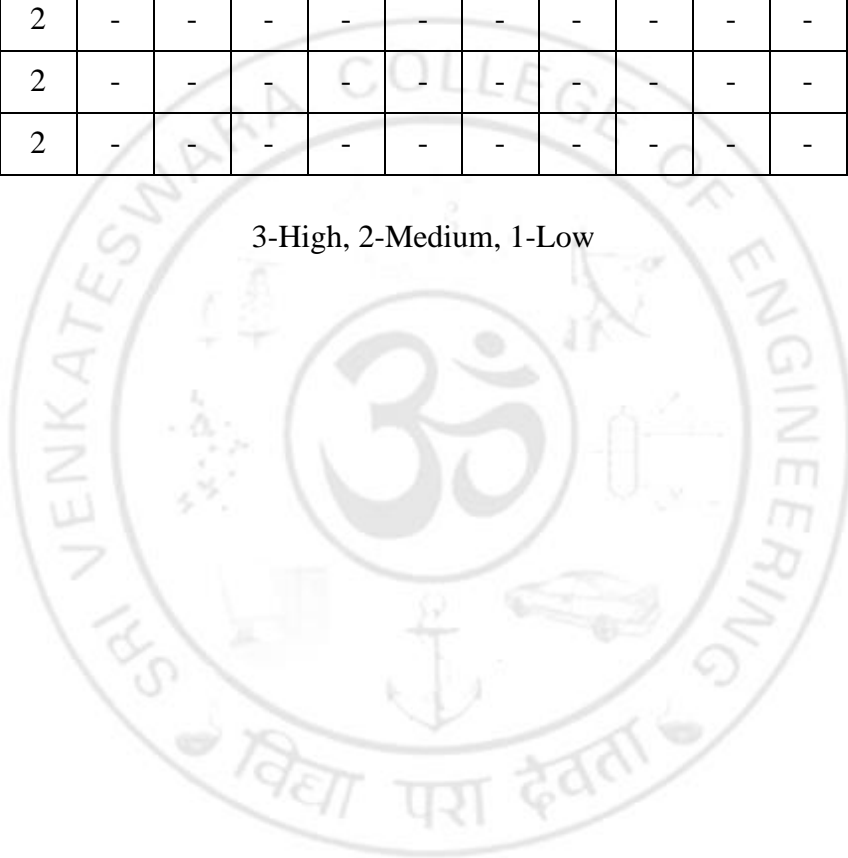 2 - - - - - - - - - -
2 - - - - - - - - - -
2 - - - - - - - - - -
3-High, 2-Medium, 1-Low
SRI VENKATESWARA COLLEGE OF ENGINEERING
ॐ
विद्या परा देवता